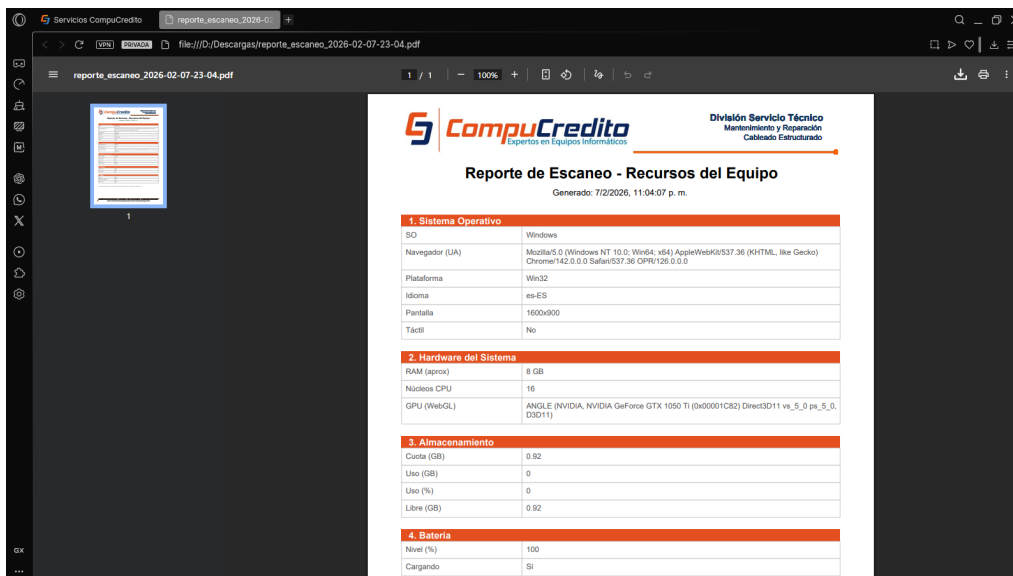 Servicios CompuCredito
reporte_escaneo_2026-02-
VPN PRIVADA file:///D:/Descargas/reporte_escaneo_2026-02-07-23-04.pdf
reporte_escaneo_2026-02-07-23-04.pdf
1 / 1
100%
1
CompuCredito
Expertos en Equipos Informáticos
División Servicio Técnico
Mantenimiento y Reparación
Cableado Estructurado
Reporte de Escaneo - Recursos del Equipo
Generado: 7/2/2026, 11:04:07 p. m.
1. Sistema Operativo
SO Windows
Navegador (UA) Mozilla/5.0 (Windows NT 10.0; Win64; x64) AppleWebKit/537.36 (KHTML, like Gecko)
Chrome/142.0.0.0 Safari/537.36 OPR/126.0.0.0
Plataforma Win32
Idioma es-ES
Pantalla 1600x900
Táctil No
2. Hardware del Sistema
RAM (aprox) 8 GB
Núcleos CPU 16
GPU (WebGL) ANGLE (NVIDIA, NVIDIA GeForce GTX 1050 Ti (0x00001C82) Direct3D11 vs_5_0 ps_5_0,
D3D11)
3. Almacenamiento
Cuota (GB) 0.92
Uso (GB) 0
Uso (%) 0
Libre (GB) 0.92
4. Batería
Nivel (%) 100
Cargando Sí
GX